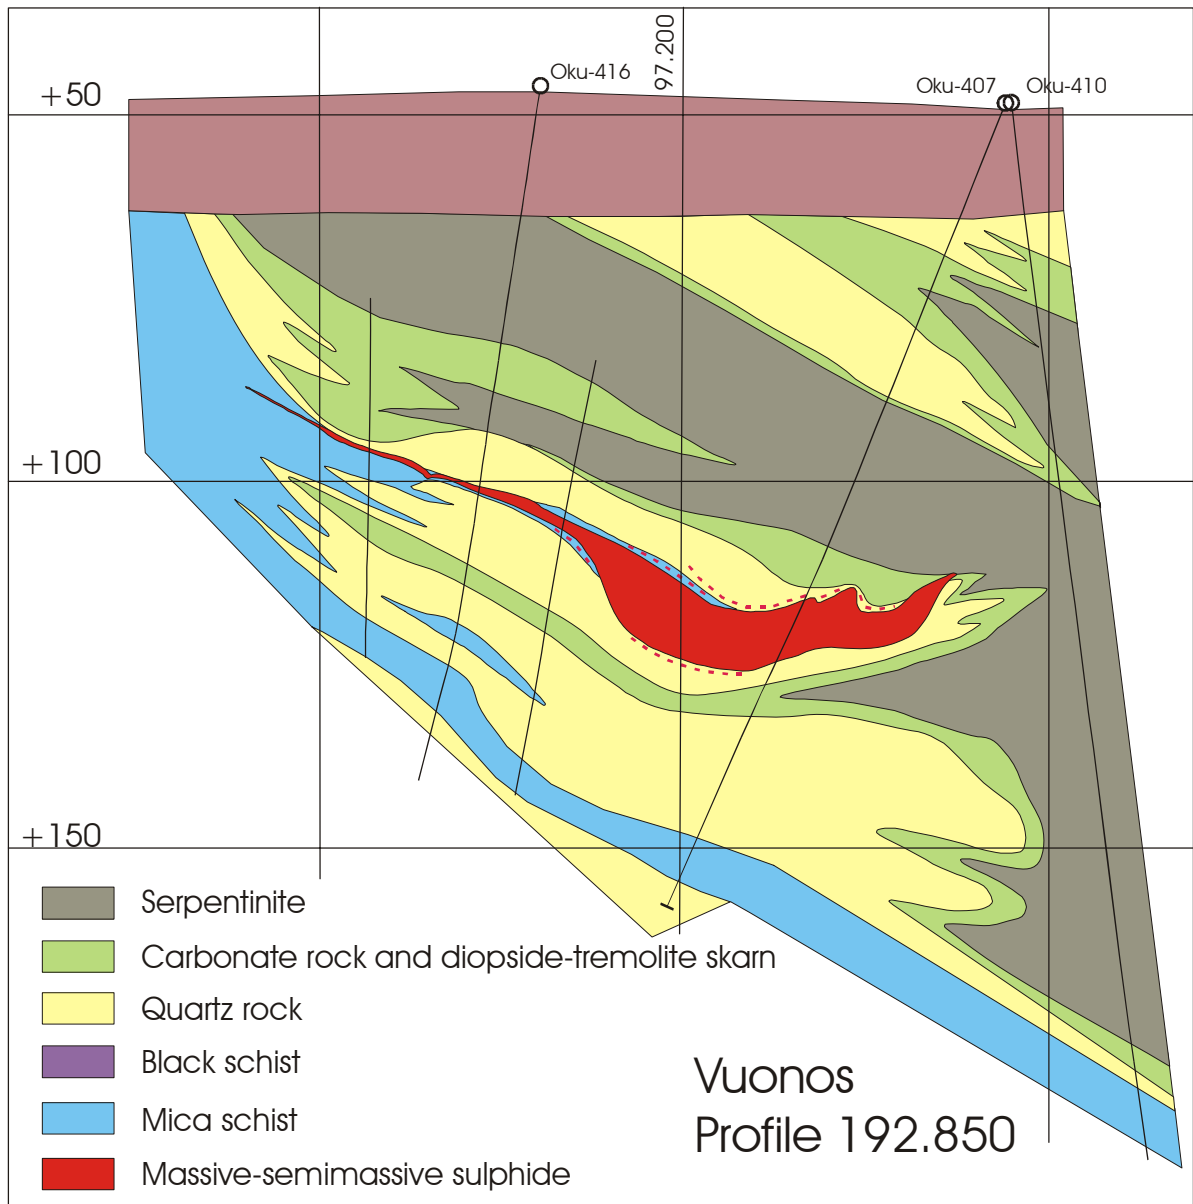 Oku-416
97.200
Oku-407
Oku-410
+50
+100
+150
Serpentinite
Carbonate rock and diopside-tremolite skarn
Quartz rock
Black schist
Mica schist
Massive-semimassive sulphide
Vuonos
Profile 192.850